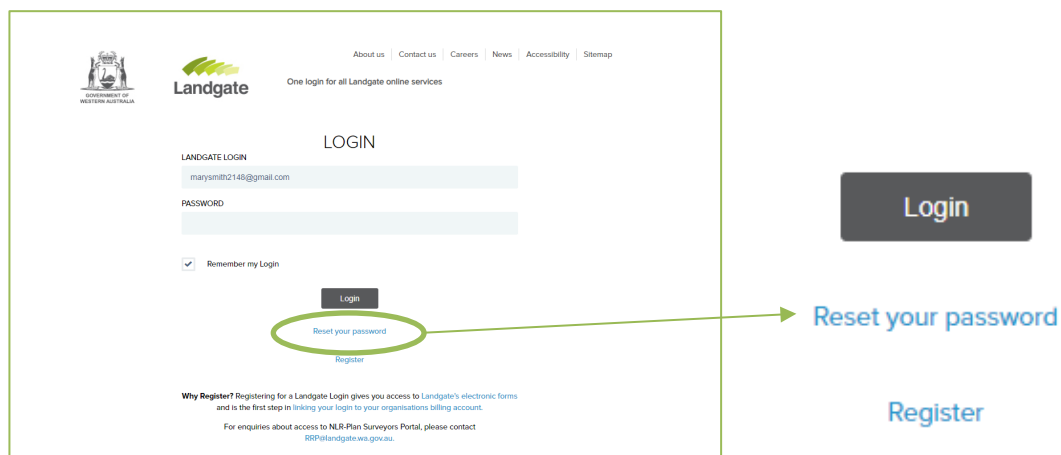 About us Contact us Careers News Accessibility Sitemap
GOVERNMENT OF
WESTERN AUSTRALIA
Landgate
One login for all Landgate online services
LOGIN
LANDGATE LOGIN
marysmith2148@gmail.com
PASSWORD
Remember my Login
Login
Reset your password
Register
Why Register? Registering for a Landgate Login gives you access to Landgate's electronic forms
and is the first step in linking your login to your organisations billing account.
For enquiries about access to NLR-Plan Surveyors Portal, please contact
RRP@landgate.wa.gov.au.
Login
Reset your password
Register